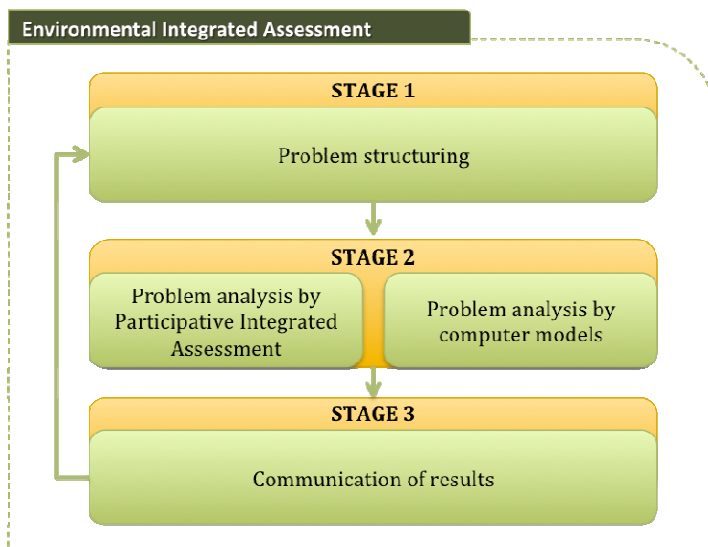 Environmental Integrated Assessment
STAGE 1
Problem structuring
STAGE 2
Problem analysis by
Participative Integrated
Assessment
Problem analysis by
computer models
STAGE 3
Communication of results